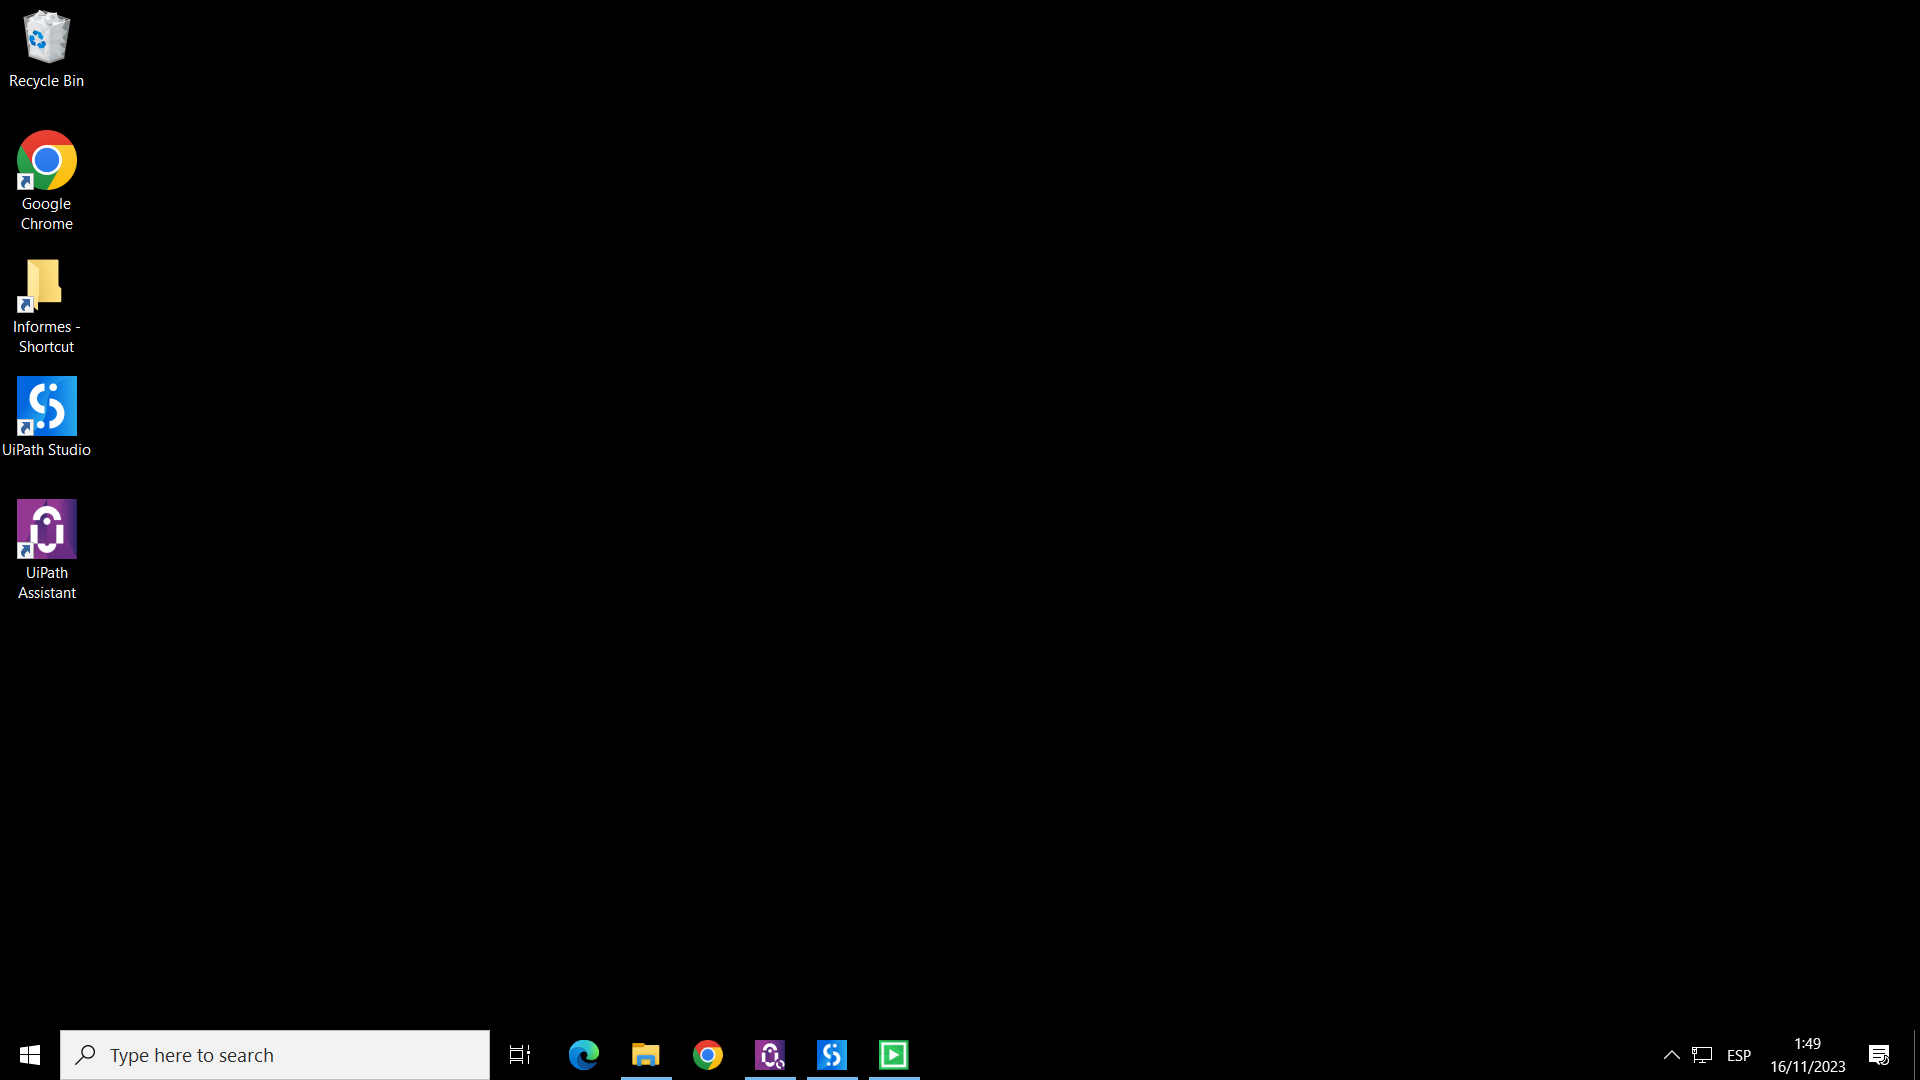 Recycle Bin
Google
Chrome
Informes -
Shortcut
UiPath Studio
UiPath
Assistant
Type here to search
ESP
1:49
16/11/2023